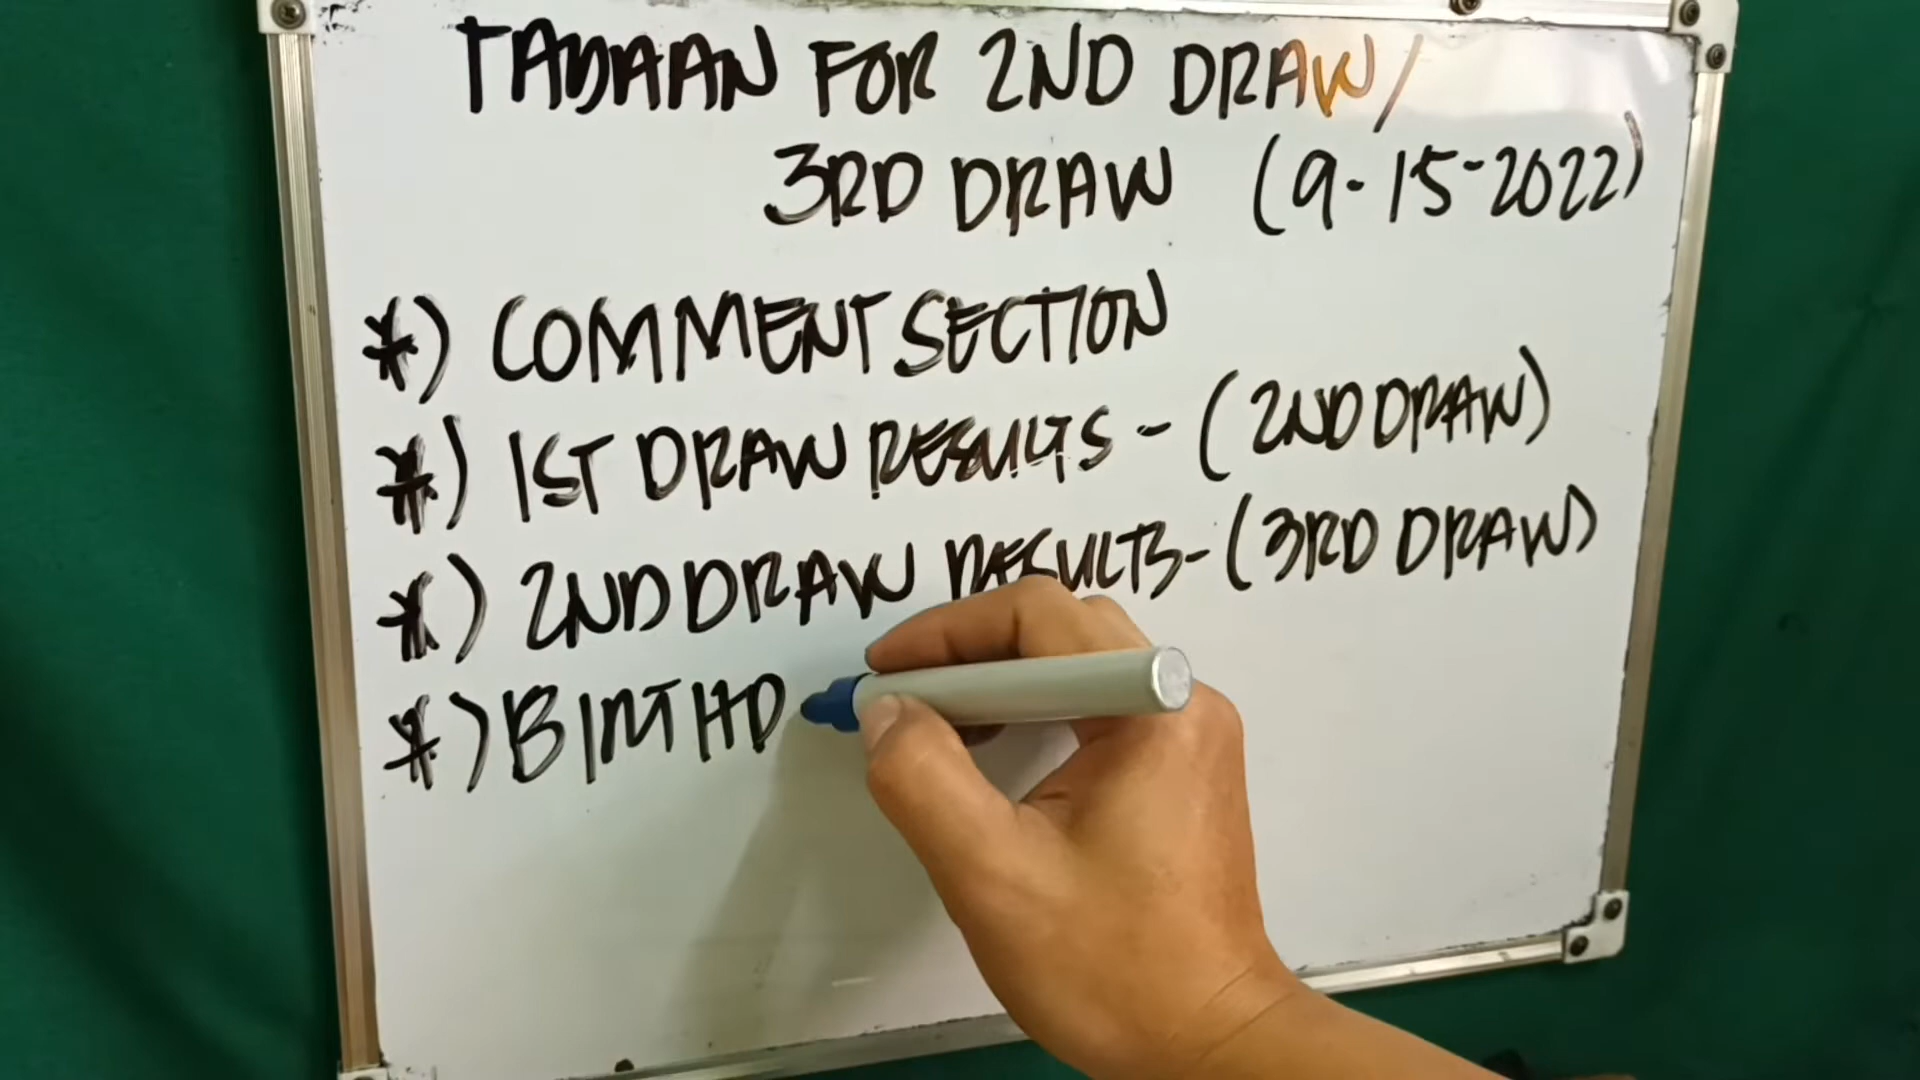 TAYAAN FOR 2ND DRAW/
3RD DRAW (9-15-2022)
*) COMMENT SECTION
*) 1ST DRAW RESULTS - (2ND DRAW)
*) 2ND DRAW RESULTS - (3RD DRAW)
*) BIRTHD